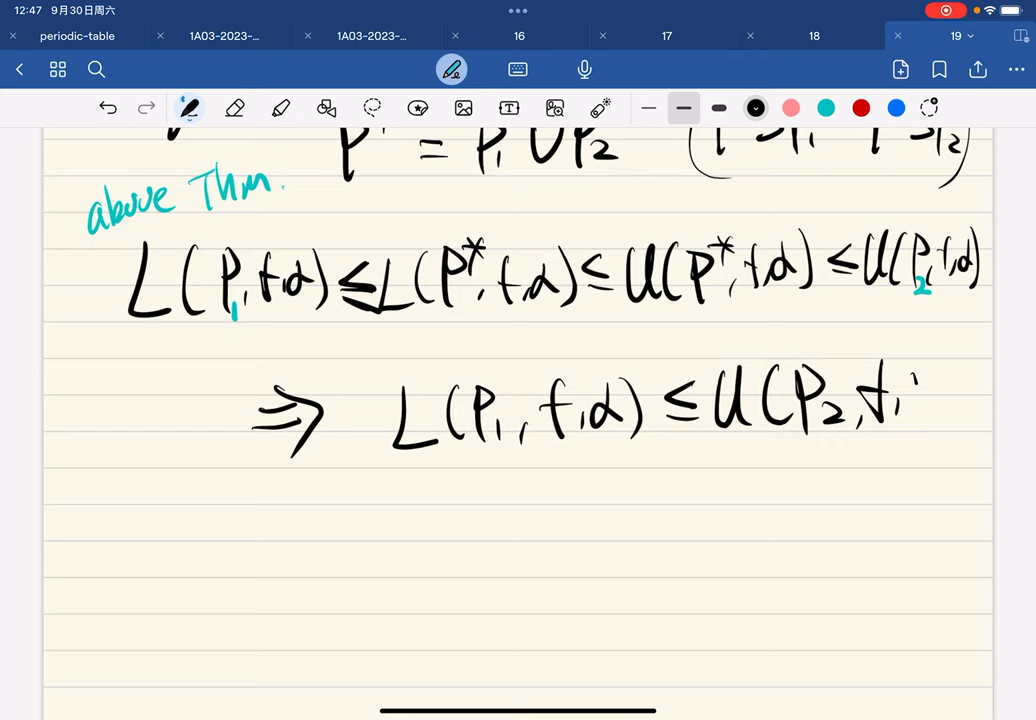 12:47 9月30日周六
periodic-table 1A03-2023-... 1A03-2023-... 16 17 18 19
P* = P₁ ∪ P₂
above Thm.
L(P₁,f,α) ≤ L(P*,f,α) ≤ U(P*,f,α) ≤ U(P₂,f,α)
⇒ L(P₁,f,α) ≤ U(P₂,f,